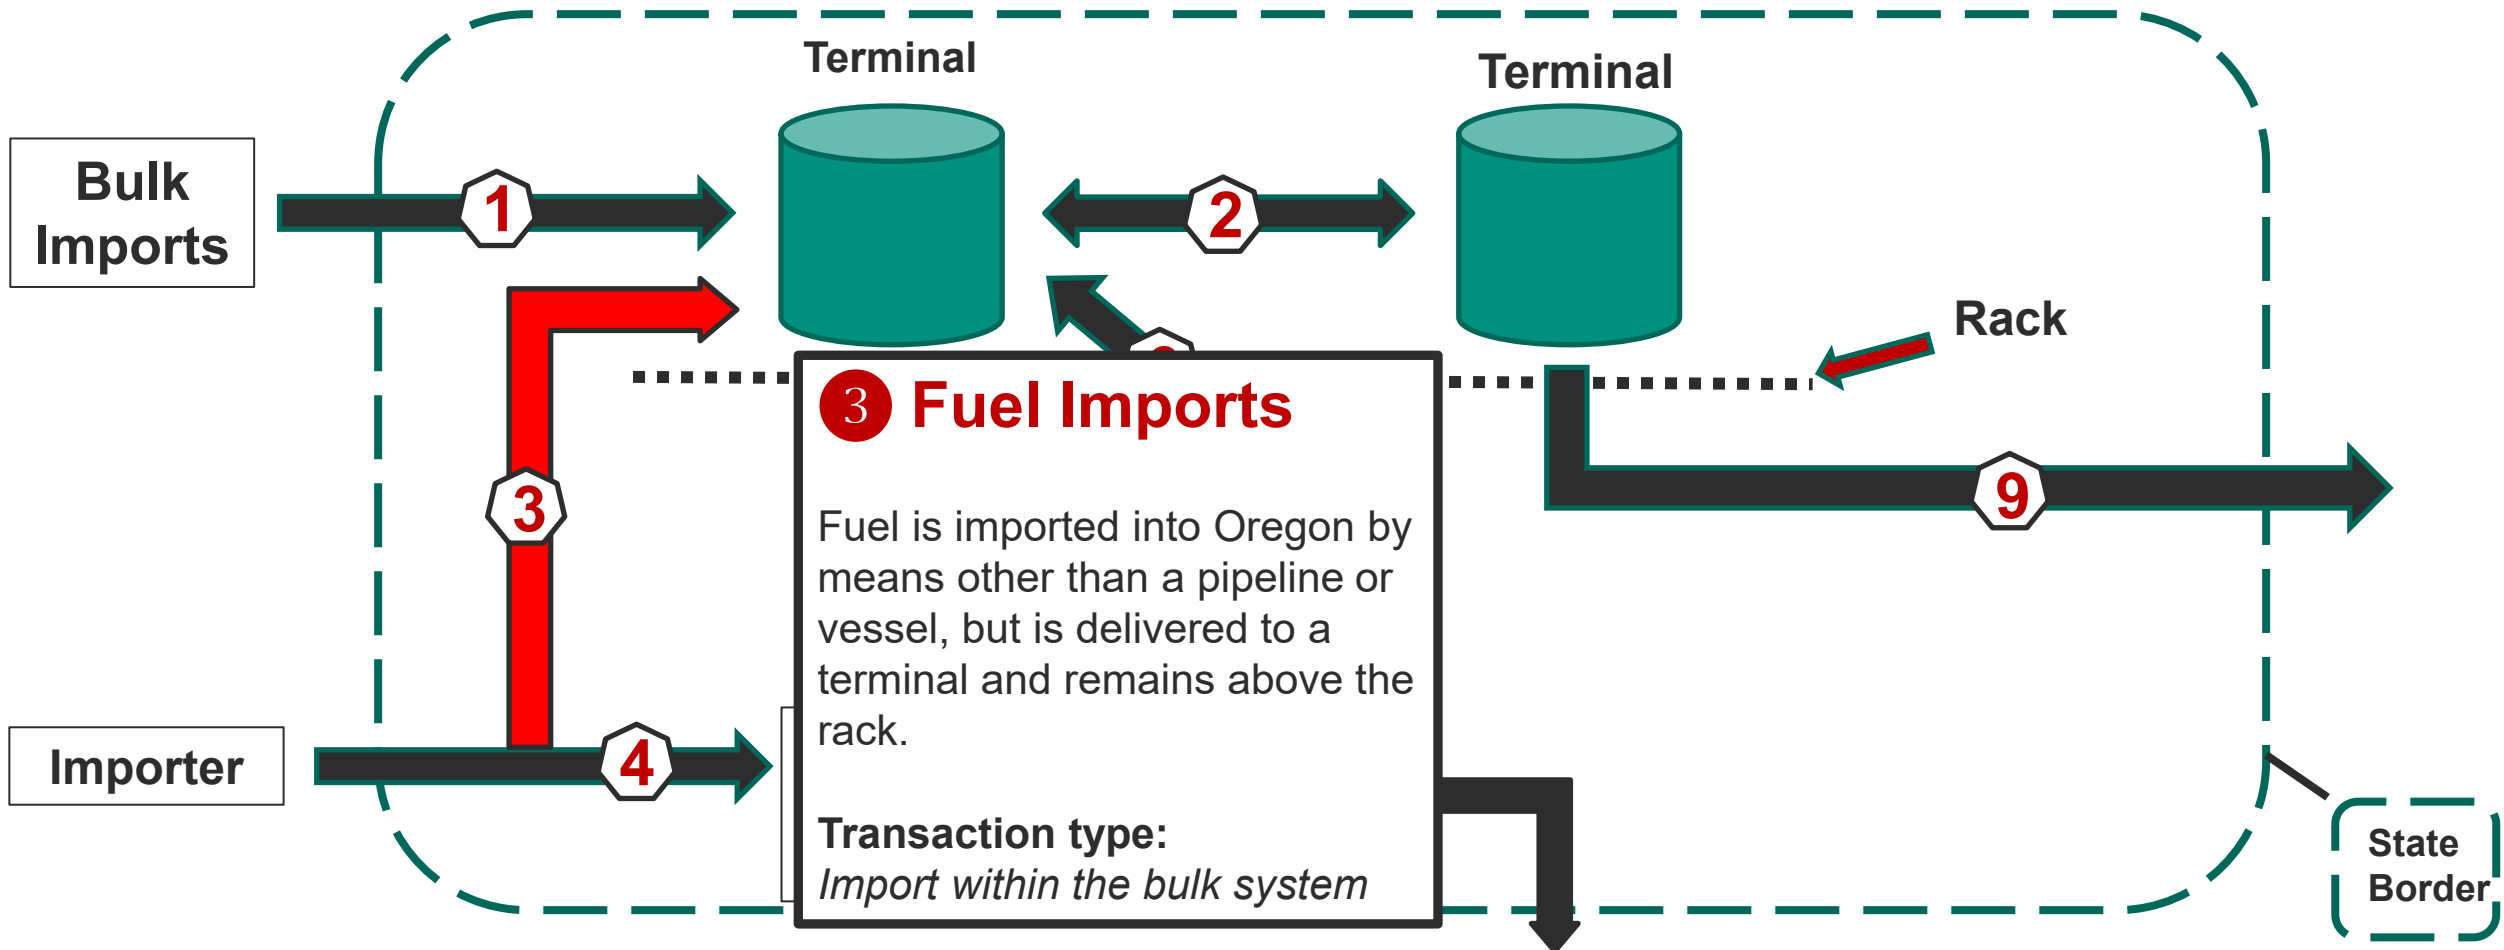 Terminal
Terminal
Bulk
Imports
1
2
Rack
❸ Fuel Imports
3
9
Fuel is imported into Oregon by
means other than a pipeline or
vessel, but is delivered to a
terminal and remains above the
rack.
Importer
4
Transaction type:
Import within the bulk system
State
Border